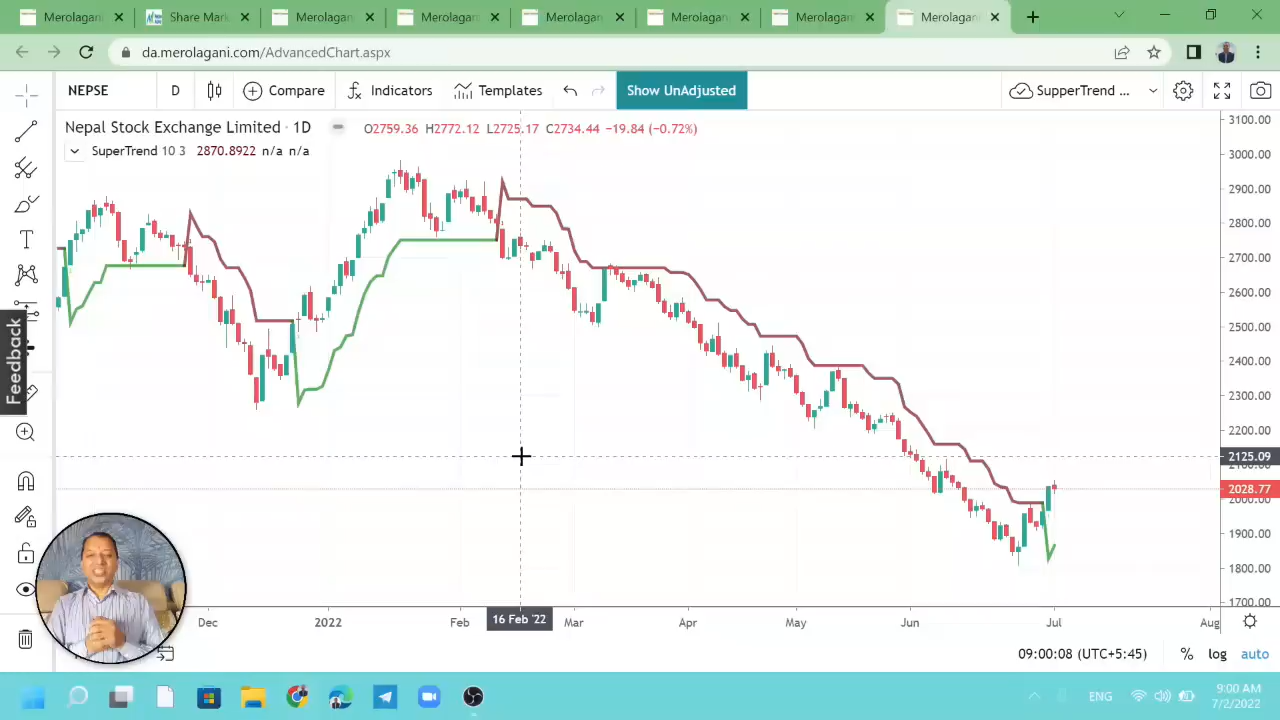 Merolagani
Share Mark
Merolagani
Merolagani
Merolagani
Merolagani
Merolagani
Merolagani
da.merolagani.com/AdvancedChart.aspx
NEPSE D Compare Indicators Templates Show UnAdjusted SupperTrend ...
Nepal Stock Exchange Limited · 1D O2759.36 H2772.12 L2725.17 C2734.44 −19.84 (−0.72%)
SuperTrend 10 3 2870.8922 n/a n/a
3100.00
3000.00
2900.00
2800.00
2700.00
2600.00
2500.00
2400.00
2300.00
2200.00
2125.09
2100.00
2028.77
2000.00
1900.00
1800.00
1700.00
Feedback
Dec 2022 Feb 16 Feb '22 Mar Apr May Jun Jul Aug
09:00:08 (UTC+5:45) % log auto
ENG
9:00 AM
7/2/2022